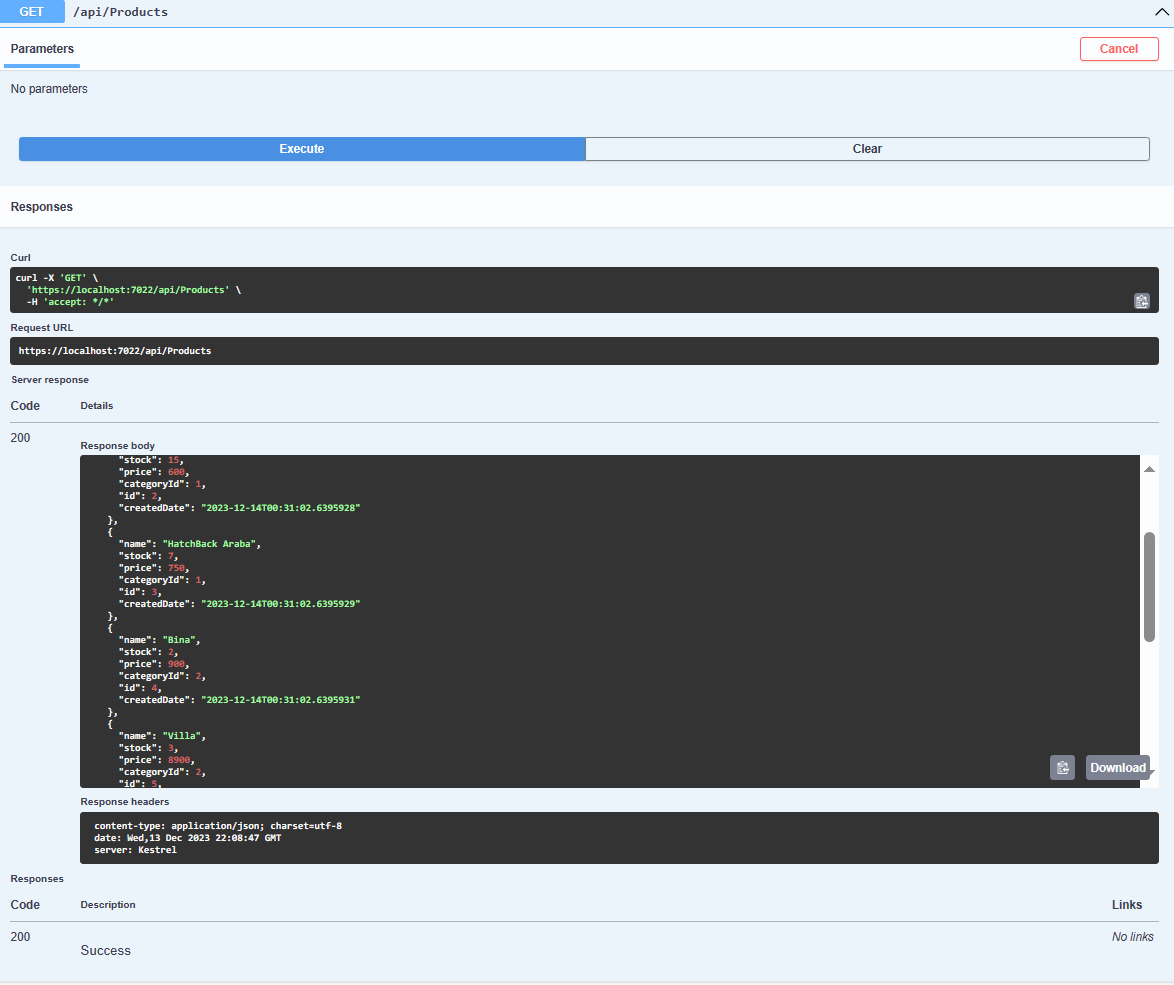 GET /api/Products
Parameters
Cancel
No parameters
Execute
Clear
Responses
Curl
curl -X 'GET' \
'https://localhost:7022/api/Products' \
-H 'accept: */*'
Request URL
https://localhost:7022/api/Products
Server response
Code Details
200
Response body
"stock": 15,
"price": 600,
"categoryId": 1,
"id": 2,
"createdDate": "2023-12-14T00:31:02.6395928"
},
{
"name": "HatchBack Araba",
"stock": 7,
"price": 750,
"categoryId": 1,
"id": 3,
"createdDate": "2023-12-14T00:31:02.6395929"
},
{
"name": "Bina",
"stock": 2,
"price": 900,
"categoryId": 2,
"id": 4,
"createdDate": "2023-12-14T00:31:02.6395931"
},
{
"name": "Villa",
"stock": 3,
"price": 8900,
"categoryId": 2,
"id": 5,
Download
Response headers
content-type: application/json; charset=utf-8
date: Wed,13 Dec 2023 22:08:47 GMT
server: Kestrel
Responses
Code Description Links
200 Success No links